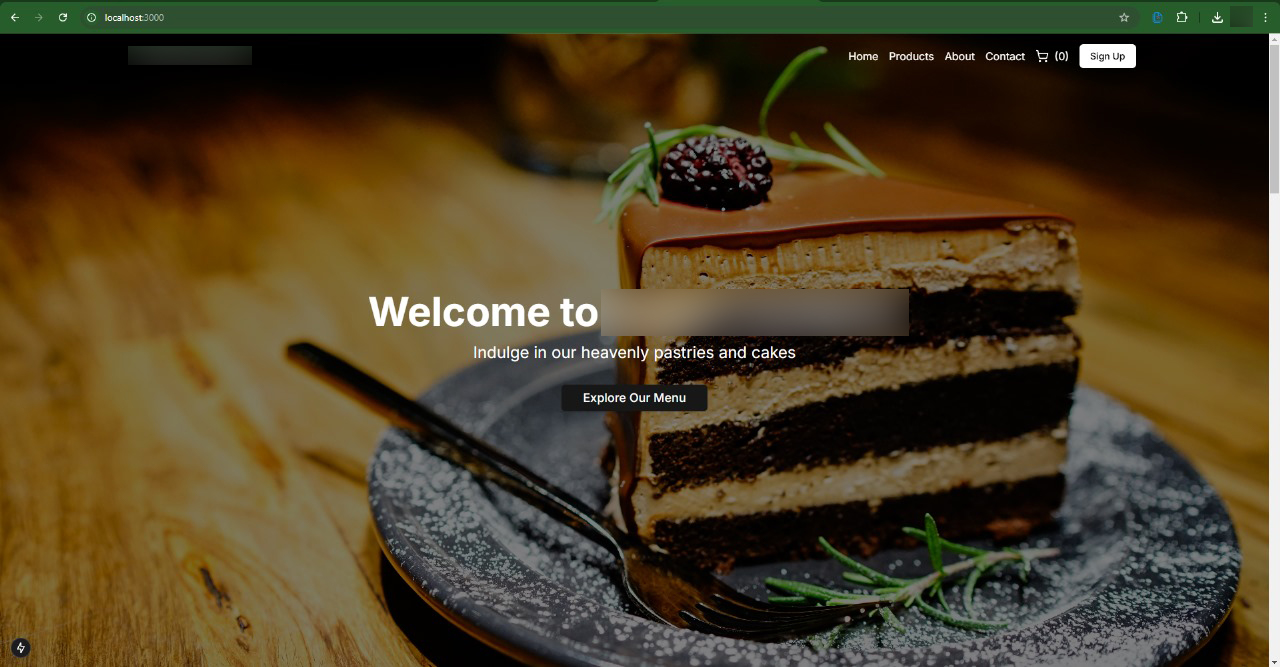 localhost:3000
Home Products About Contact (0) Sign Up
Welcome to
Indulge in our heavenly pastries and cakes
Explore Our Menu